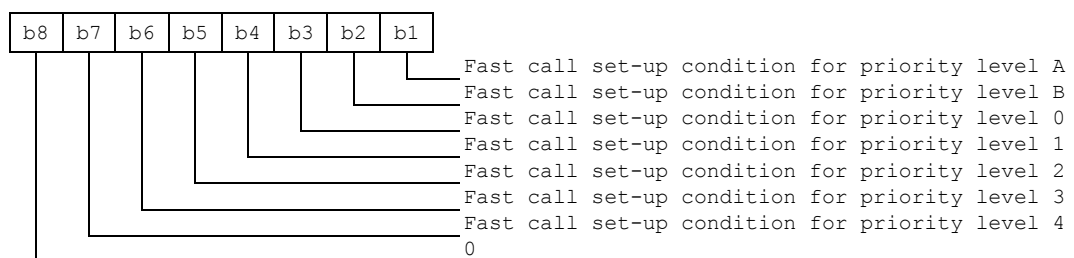 b8 b7 b6 b5 b4 b3 b2 b1
Fast call set-up condition for priority level A
Fast call set-up condition for priority level B
Fast call set-up condition for priority level 0
Fast call set-up condition for priority level 1
Fast call set-up condition for priority level 2
Fast call set-up condition for priority level 3
Fast call set-up condition for priority level 4
0